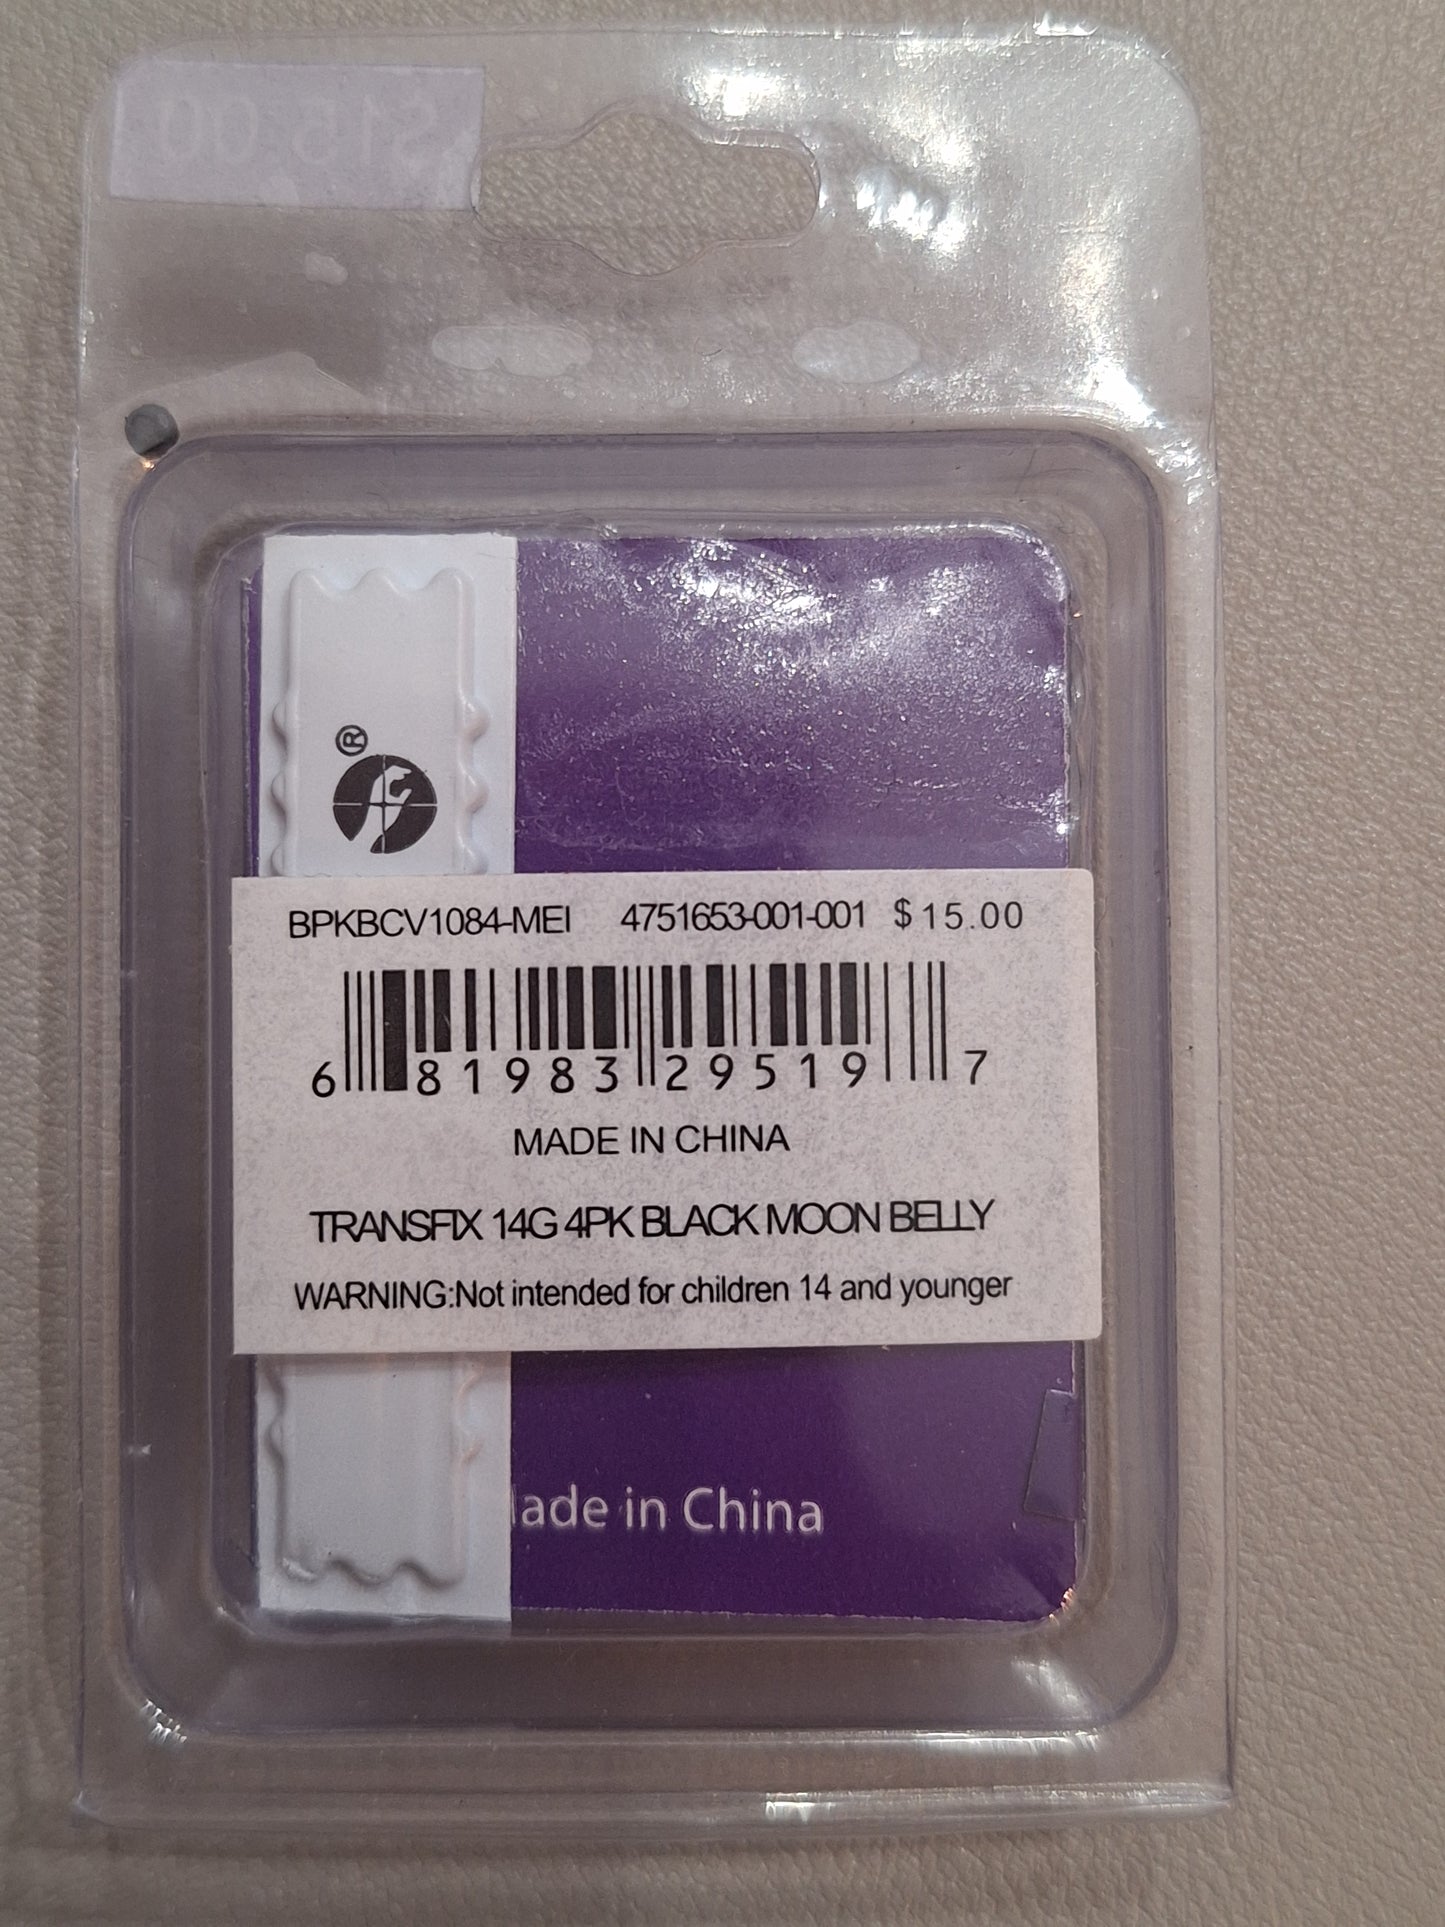 $15.00
®
BPKBCV1084-MEI 4751653-001-001 $15.00
6 81983 29519 7
MADE IN CHINA
TRANSFIX 14G 4PK BLACK MOON BELLY
WARNING:Not intended for children 14 and younger
ade in China